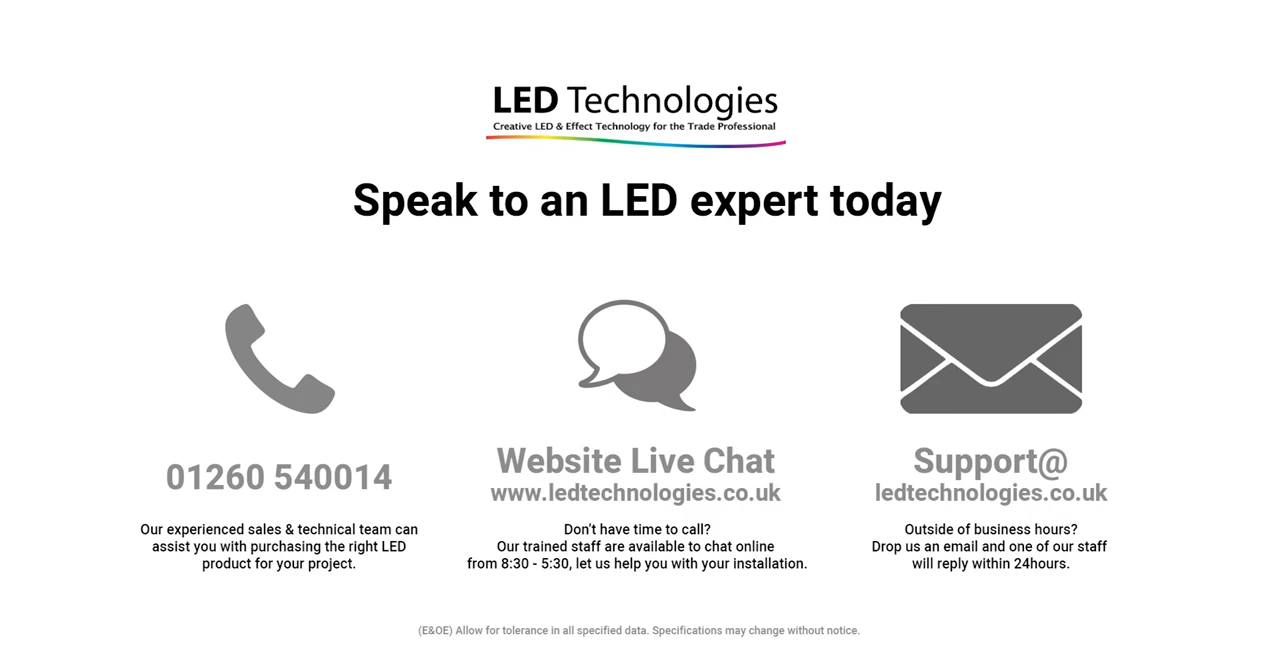 LED Technologies
Creative LED & Effect Technology for the Trade Professional
Speak to an LED expert today
01260 540014
Our experienced sales & technical team can
assist you with purchasing the right LED
product for your project.
Website Live Chat
www.ledtechnologies.co.uk
Don't have time to call?
Our trained staff are available to chat online
from 8:30 - 5:30, let us help you with your installation.
Support@
ledtechnologies.co.uk
Outside of business hours?
Drop us an email and one of our staff
will reply within 24hours.
(E&OE) Allow for tolerance in all specified data. Specifications may change without notice.